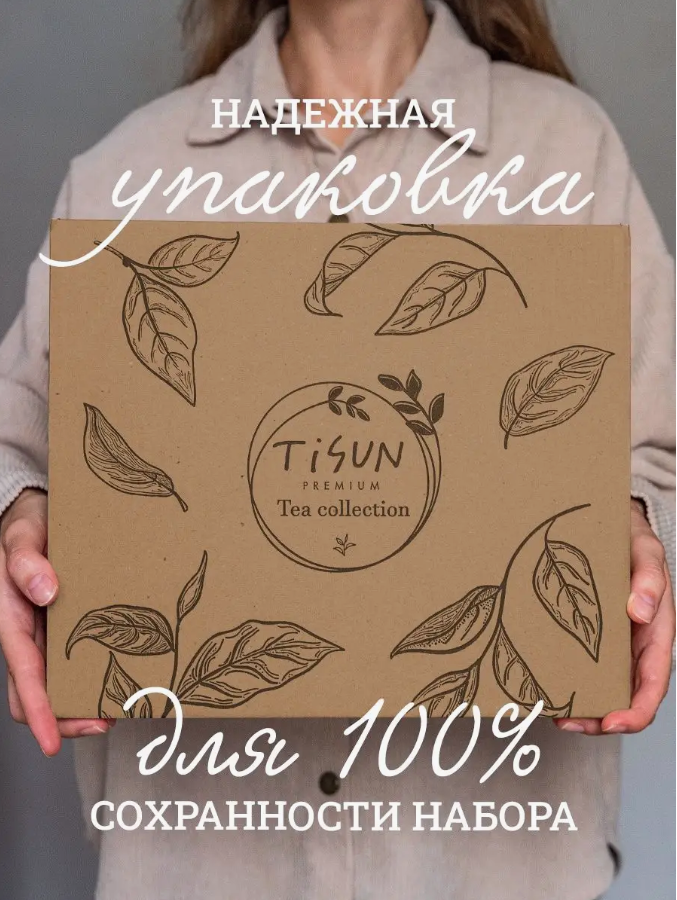 НАДЕЖНАЯ
упаковка
TiSUN
PREMIUM
Tea collection
для 100%
СОХРАННОСТИ НАБОРА